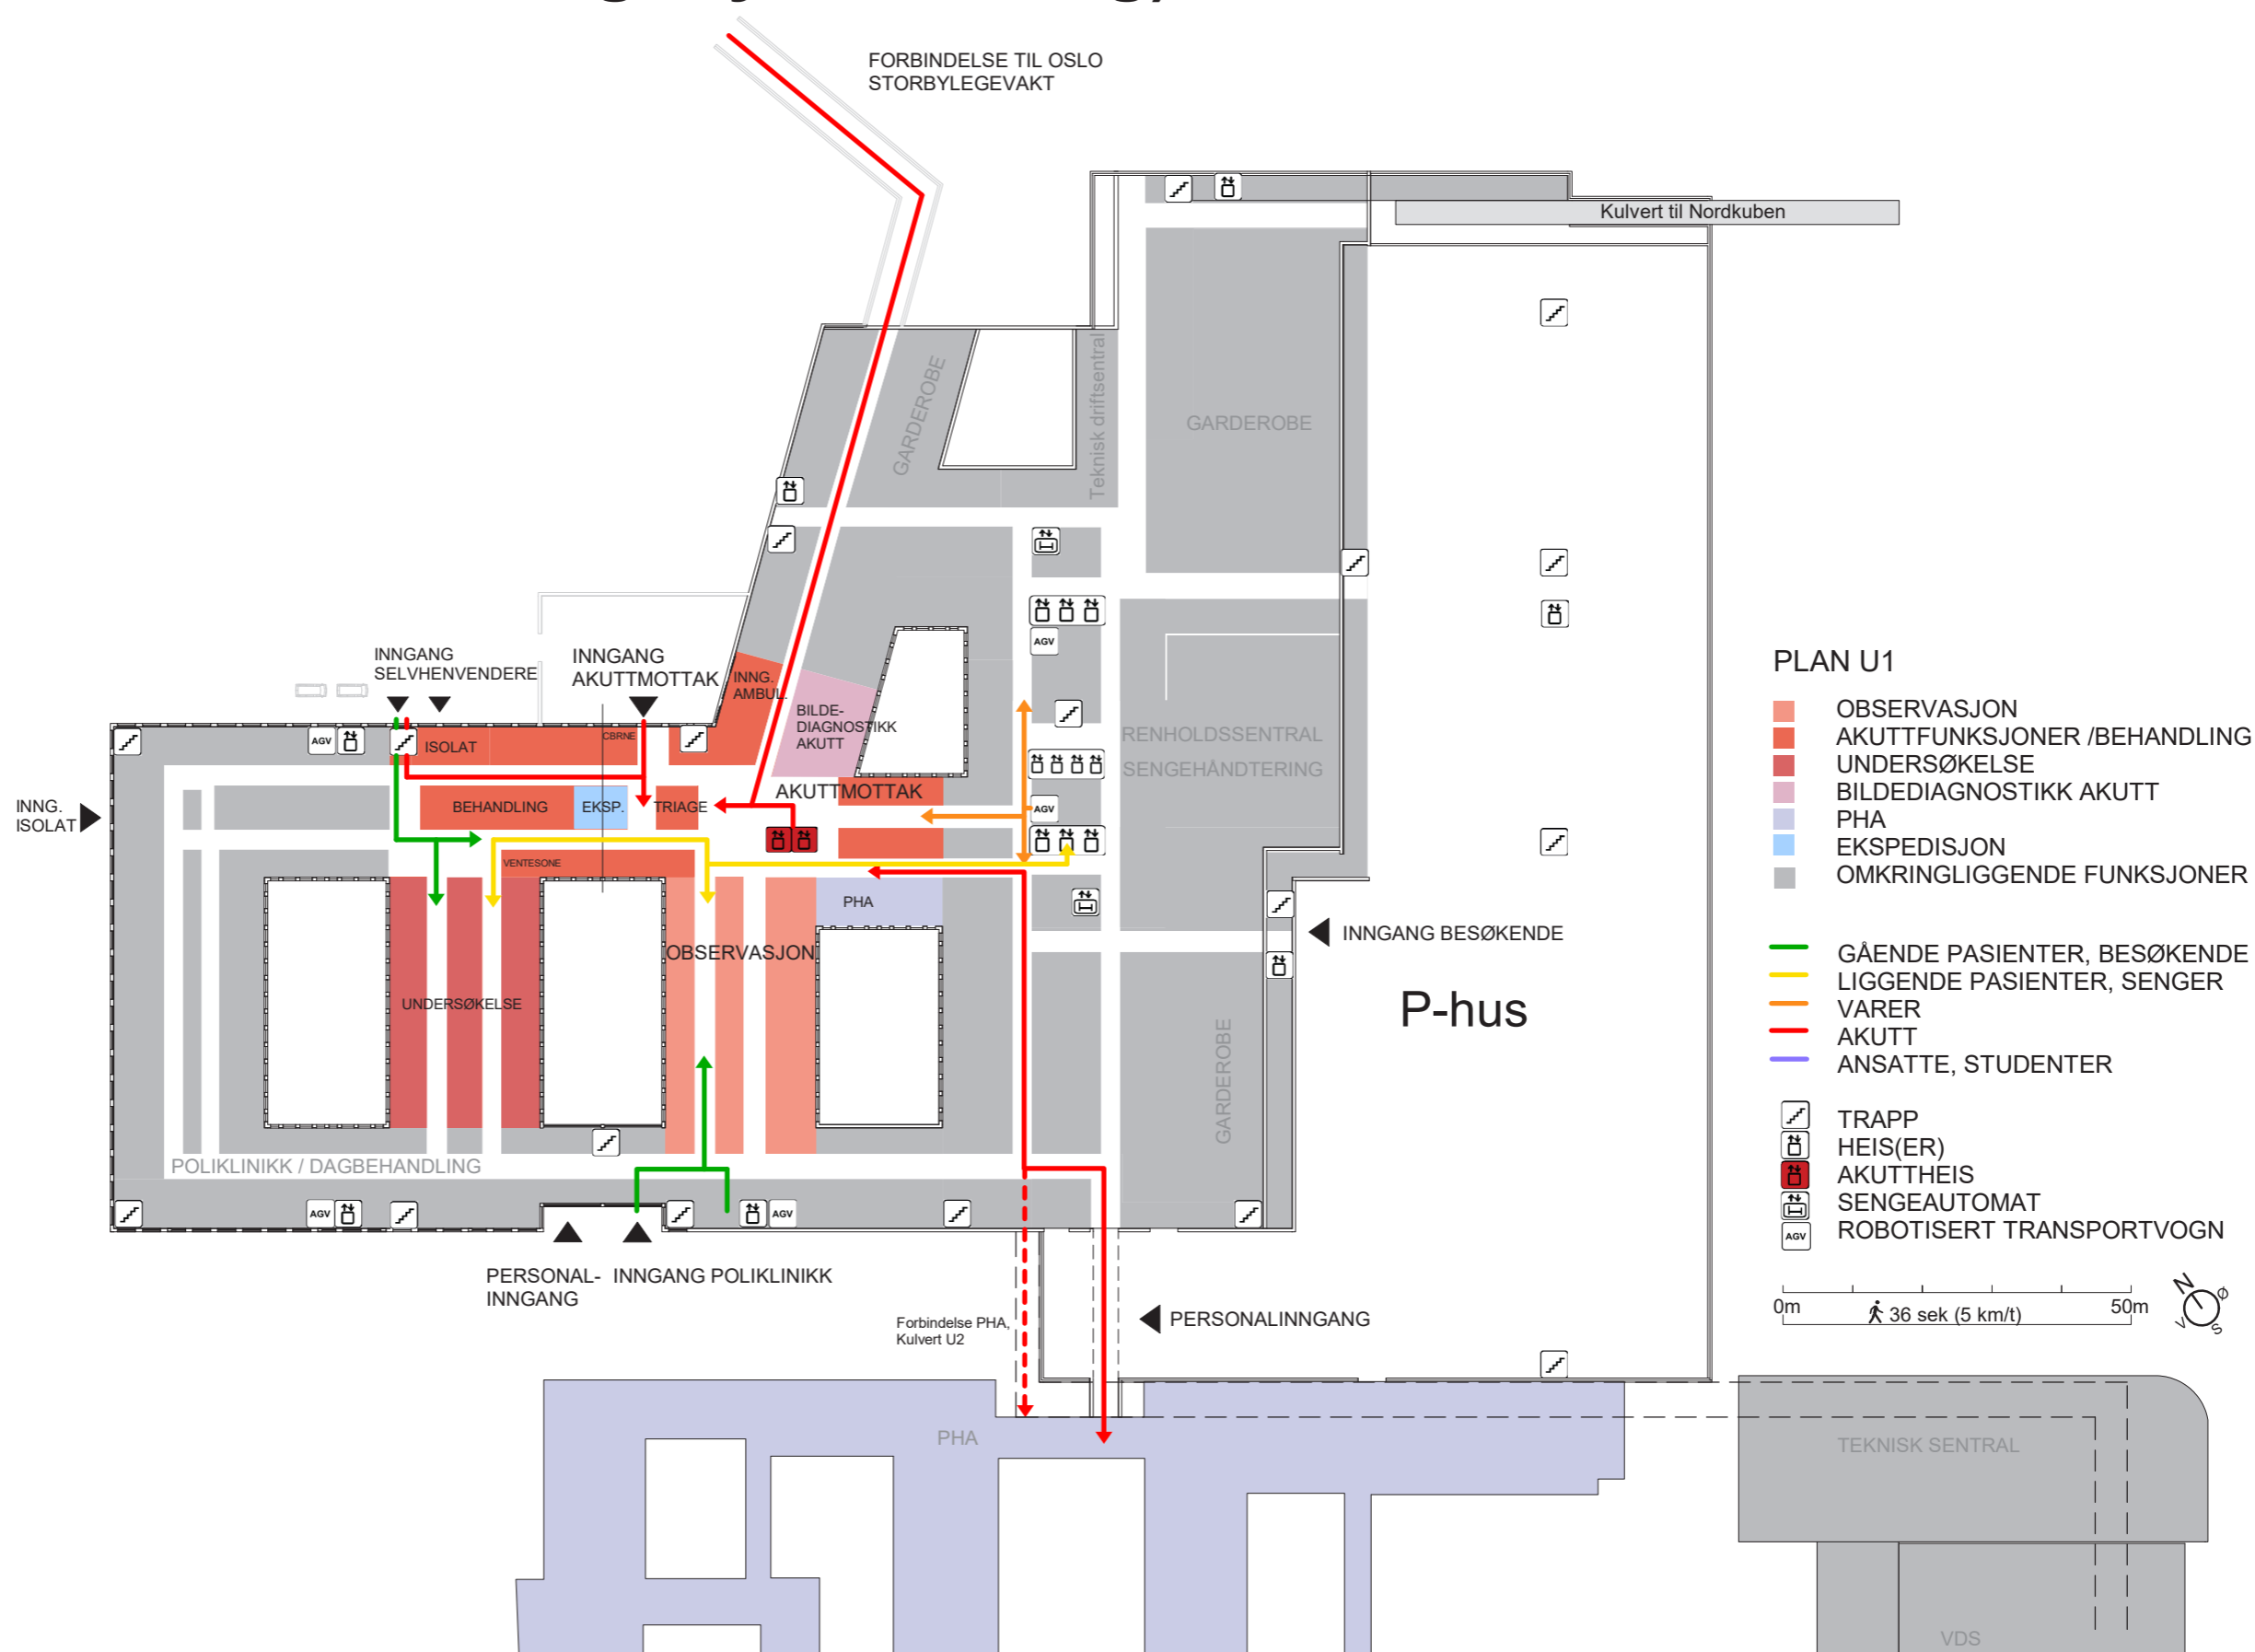 FORBINDELSE TIL OSLO
STORBYLEGEVAKT
Kulvert til Nordkuben
GARDEROBE
Teknisk driftsentral
GARDEROBE
INNGANG
SELVHENVENDERE
INNGANG
AKUTTMOTTAK
INNG.
AMBUL.
BILDE-
DIAGNOSTIKK
AKUTT
AGV
RENHOLDSSENTRAL
SENGEHÅNDTERING
AGV
ISOLAT
CBRNE
INNG.
ISOLAT
BEHANDLING
EKSP.
TRIAGE
AKUTTMOTTAK
AGV
VENTESONE
PHA
OBSERVASJON
UNDERSØKELSE
INNGANG BESØKENDE
P-hus
GARDEROBE
POLIKLINIKK / DAGBEHANDLING
AGV
AGV
PERSONAL-
INNGANG
INNGANG POLIKLINIKK
Forbindelse PHA,
Kulvert U2
PERSONALINNGANG
PHA
TEKNISK SENTRAL
VDS
PLAN U1
OBSERVASJON
AKUTTFUNKSJONER /BEHANDLING
UNDERSØKELSE
BILDEDIAGNOSTIKK AKUTT
PHA
EKSPEDISJON
OMKRINGLIGGENDE FUNKSJONER
GÅENDE PASIENTER, BESØKENDE
LIGGENDE PASIENTER, SENGER
VARER
AKUTT
ANSATTE, STUDENTER
TRAPP
HEIS(ER)
AKUTTHEIS
SENGEAUTOMAT
AGV ROBOTISERT TRANSPORTVOGN
0m 50m
36 sek (5 km/t)
N
Ø
V
S